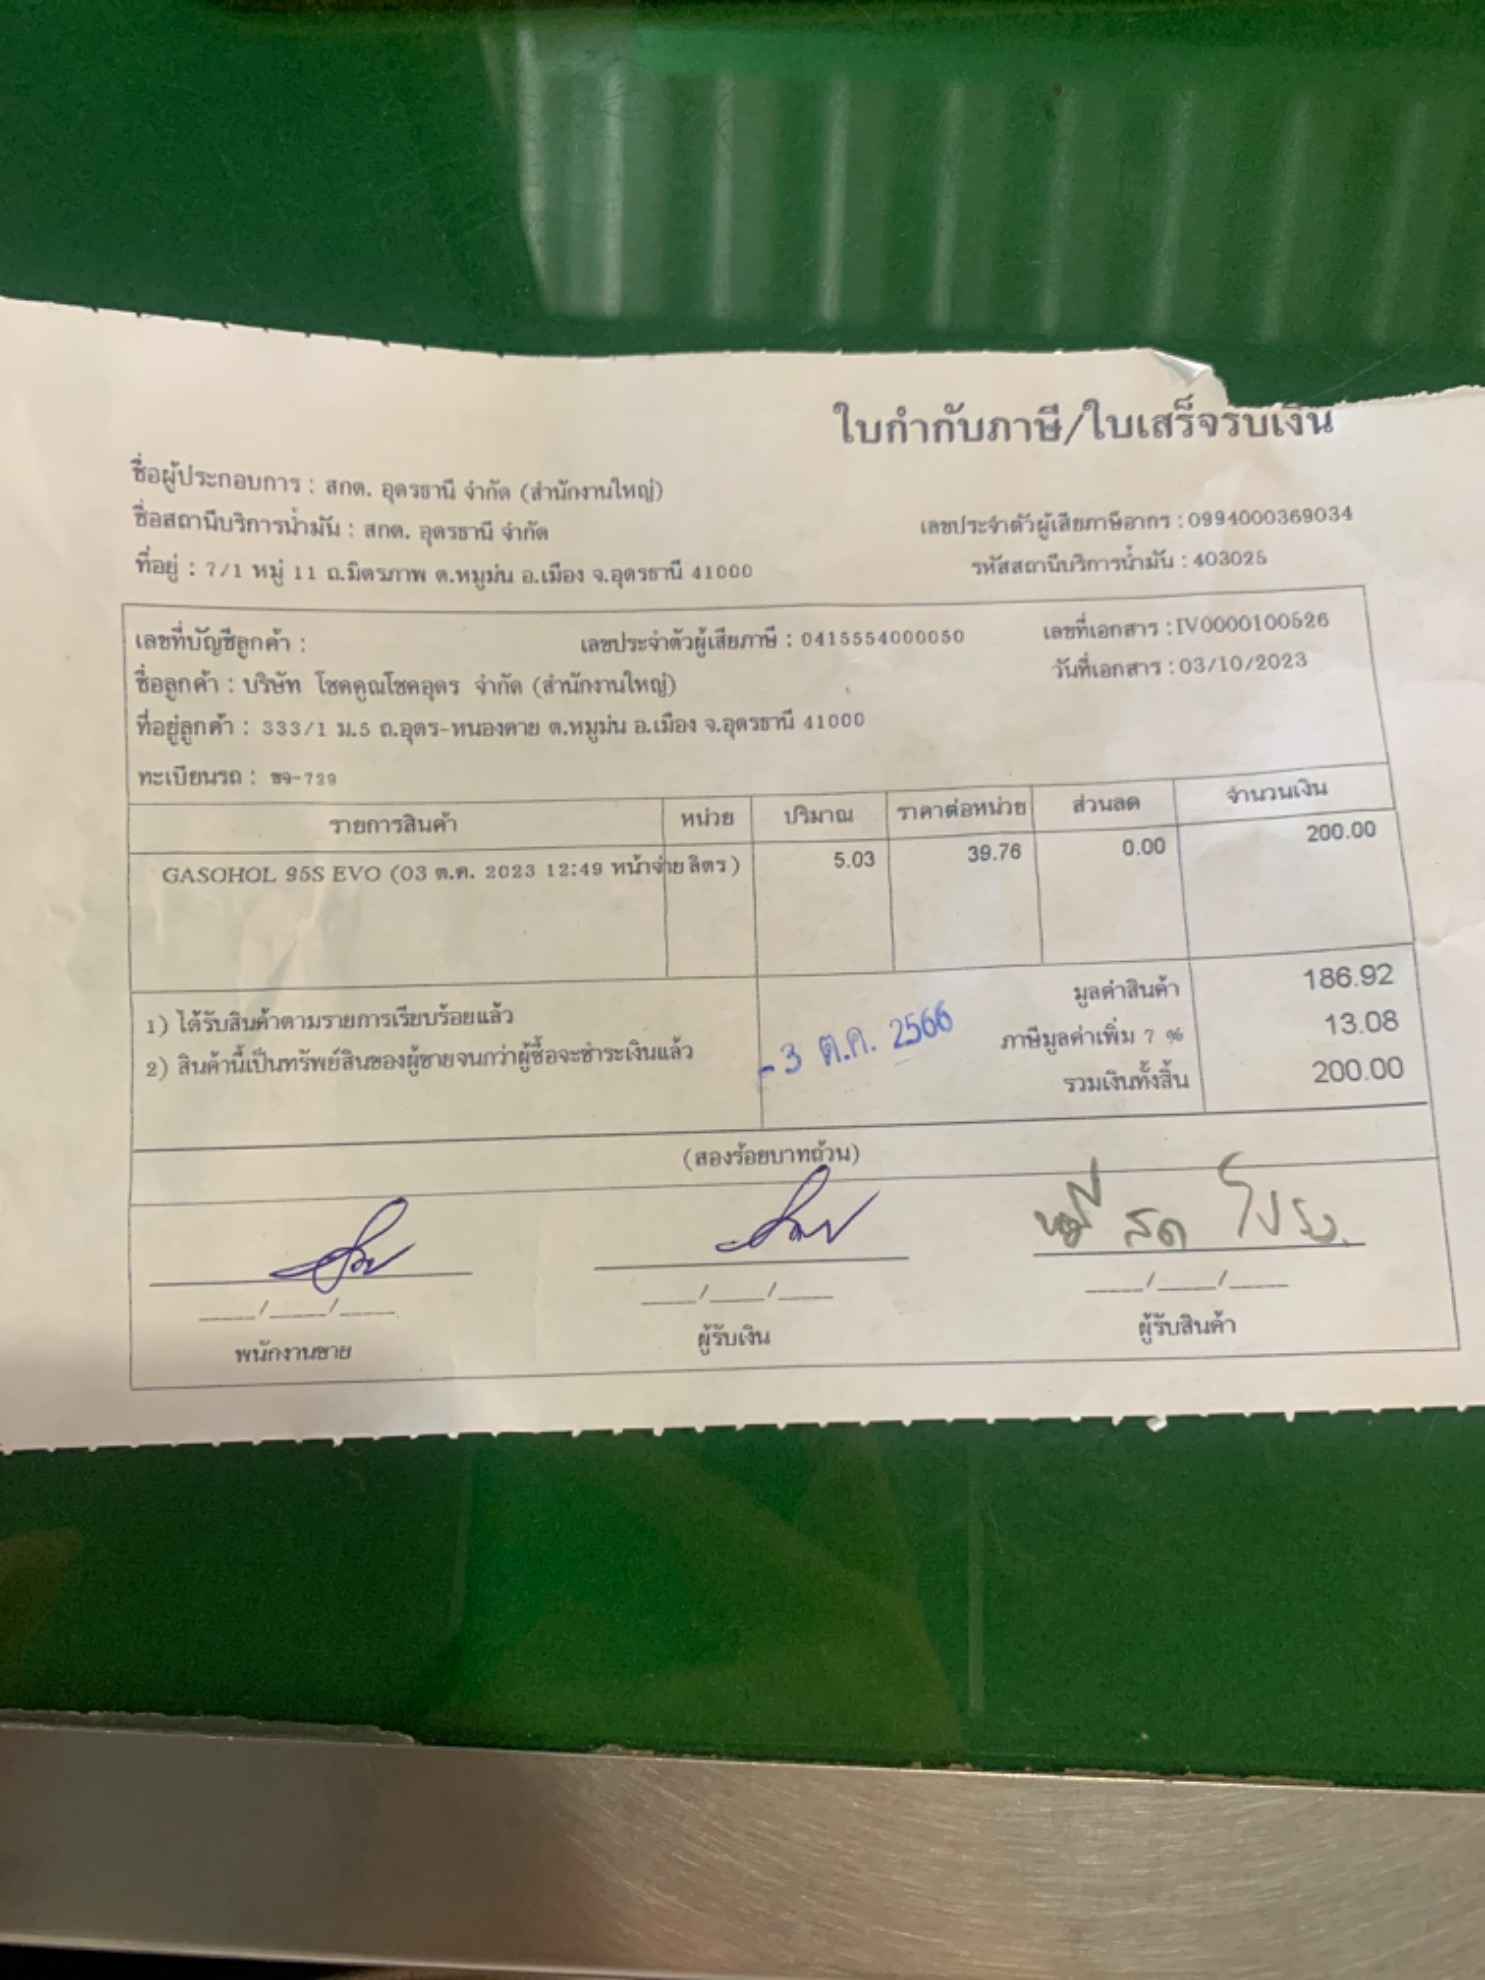 ใบกำกับภาษี/ใบเสร็จรับเงิน
ชื่อผู้ประกอบการ : สกต. อุดรธานี จำกัด (สำนักงานใหญ่)
ชื่อสถานีบริการน้ำมัน : สกต. อุดรธานี จำกัด
เลขประจำตัวผู้เสียภาษีอากร : 0994000369034
ที่อยู่ : 7/1 หมู่ 11 ถ.มิตรภาพ ต.หมูม่น อ.เมือง จ.อุดรธานี 41000
รหัสสถานีบริการน้ำมัน : 403025
เลขที่บัญชีลูกค้า : เลขประจำตัวผู้เสียภาษี : 0415554000050 เลขที่เอกสาร : IV0000100526
ชื่อลูกค้า : บริษัท โชคคูณโชคอุดร จำกัด (สำนักงานใหญ่) วันที่เอกสาร : 03/10/2023
ที่อยู่ลูกค้า : 333/1 ม.5 ถ.อุดร-หนองคาย ต.หมูม่น อ.เมือง จ.อุดรธานี 41000
ทะเบียนรถ :
รายการสินค้า หน่วย ปริมาณ ราคาต่อหน่วย ส่วนลด จำนวนเงิน
GASOHOL 95S EVO (03 ต.ค. 2023 12:49 หน้าจ่าย ลิตร ) 5.03 39.76 0.00 200.00
1) ได้รับสินค้าตามรายการเรียบร้อยแล้ว
2) สินค้านี้เป็นทรัพย์สินของผู้ขายจนกว่าผู้ซื้อจะชำระเงินแล้ว
- 3 ต.ค. 2566
มูลค่าสินค้า 186.92
ภาษีมูลค่าเพิ่ม 7 % 13.08
รวมเงินทั้งสิ้น 200.00
(สองร้อยบาทถ้วน)
___/___/___ ___/___/___ ___/___/___
พนักงานขาย ผู้รับเงิน ผู้รับสินค้า